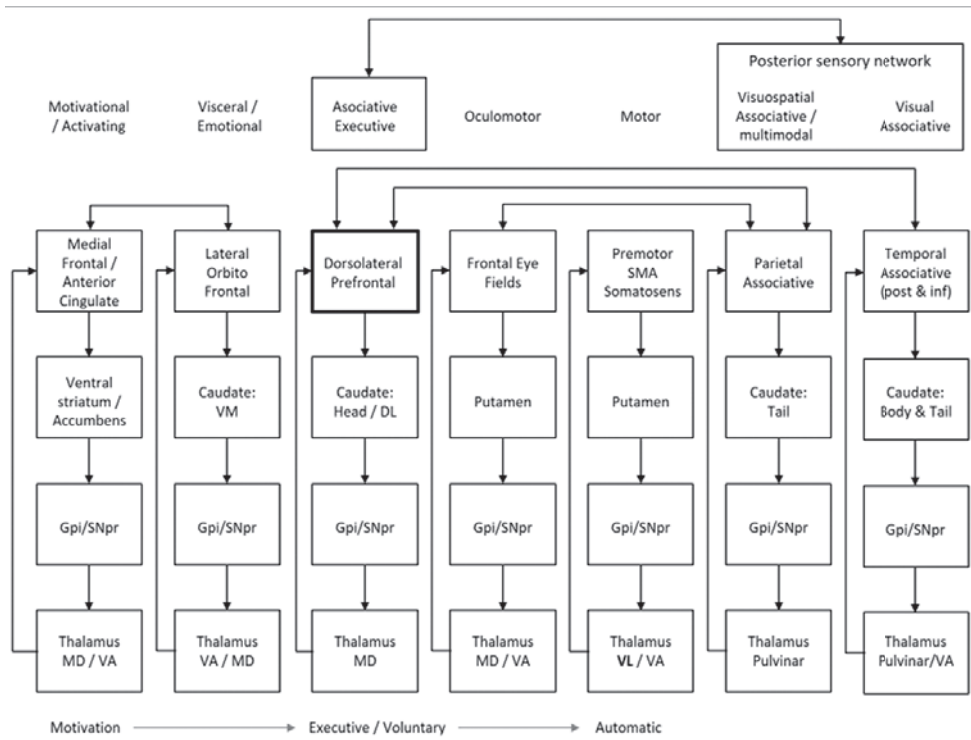 Posterior sensory network
Motivational
/ Activating
Visceral /
Emotional
Asociative
Executive
Oculomotor
Motor
Visuospatial
Associative /
multimodal
Visual
Associative
Medial
Frontal /
Anterior
Cingulate
Lateral
Orbito
Frontal
Dorsolateral
Prefrontal
Frontal Eye
Fields
Premotor
SMA
Somatosens
Parietal
Associative
Temporal
Associative
(post & inf)
Ventral
striatum /
Accumbens
Caudate:
VM
Caudate:
Head / DL
Putamen
Putamen
Caudate:
Tail
Caudate:
Body & Tail
Gpi/SNpr
Gpi/SNpr
Gpi/SNpr
Gpi/SNpr
Gpi/SNpr
Gpi/SNpr
Gpi/SNpr
Thalamus
MD / VA
Thalamus
VA / MD
Thalamus
MD
Thalamus
MD / VA
Thalamus
VL / VA
Thalamus
Pulvinar
Thalamus
Pulvinar/VA
Motivation
Executive / Voluntary
Automatic